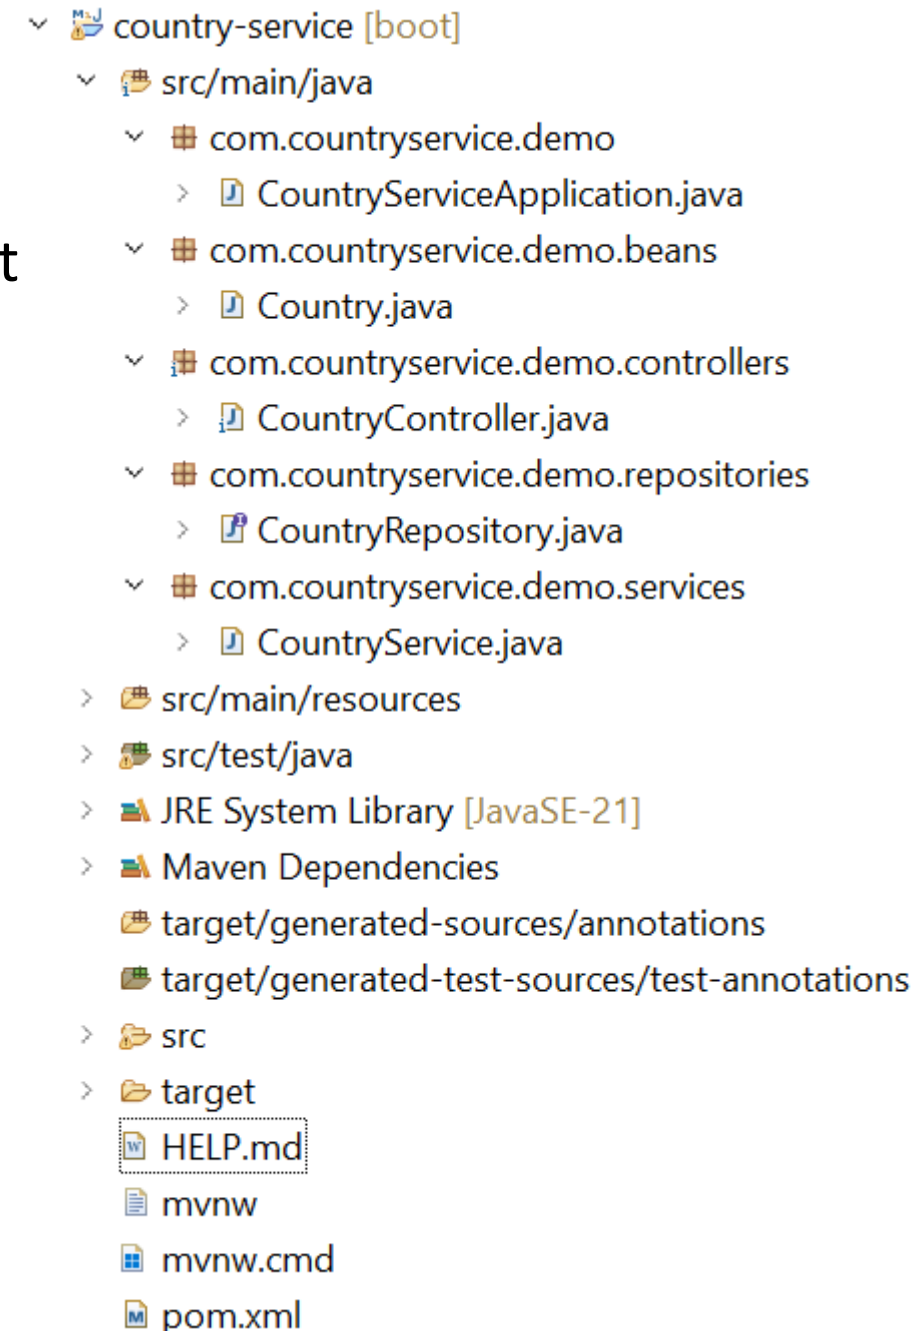 country-service [boot]
src/main/java
com.countryservice.demo
CountryServiceApplication.java
t
com.countryservice.demo.beans
Country.java
com.countryservice.demo.controllers
CountryController.java
com.countryservice.demo.repositories
CountryRepository.java
com.countryservice.demo.services
CountryService.java
src/main/resources
src/test/java
JRE System Library [JavaSE-21]
Maven Dependencies
target/generated-sources/annotations
target/generated-test-sources/test-annotations
src
target
HELP.md
mvnw
mvnw.cmd
pom.xml